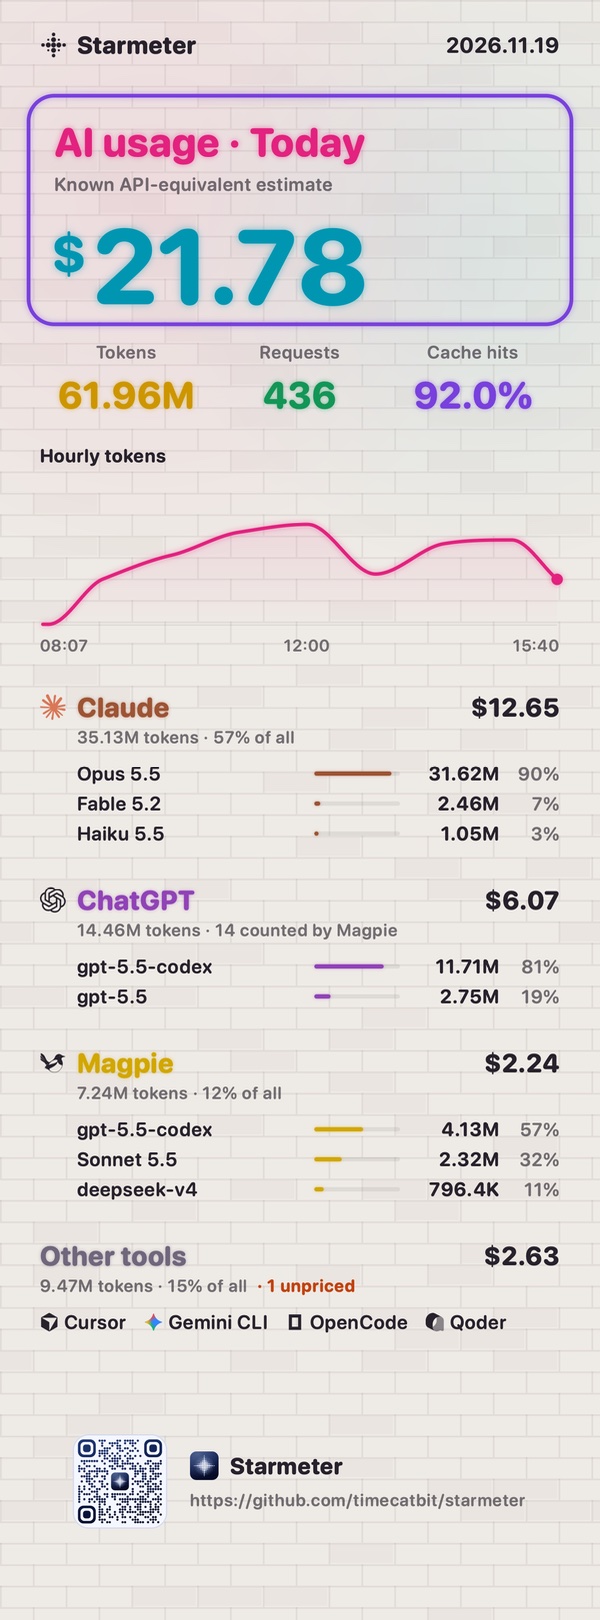 Starmeter 2026.11.19
AI usage · Today
Known API-equivalent estimate
$21.78
Tokens Requests Cache hits
61.96M 436 92.0%
Hourly tokens
08:07 12:00 15:40
Claude $12.65
35.13M tokens · 57% of all
Opus 5.5 31.62M 90%
Fable 5.2 2.46M 7%
Haiku 5.5 1.05M 3%
ChatGPT $6.07
14.46M tokens · 14 counted by Magpie
gpt-5.5-codex 11.71M 81%
gpt-5.5 2.75M 19%
Magpie $2.24
7.24M tokens · 12% of all
gpt-5.5-codex 4.13M 57%
Sonnet 5.5 2.32M 32%
deepseek-v4 796.4K 11%
Other tools $2.63
9.47M tokens · 15% of all · 1 unpriced
Cursor Gemini CLI OpenCode Qoder
Starmeter
https://github.com/timecatbit/starmeter